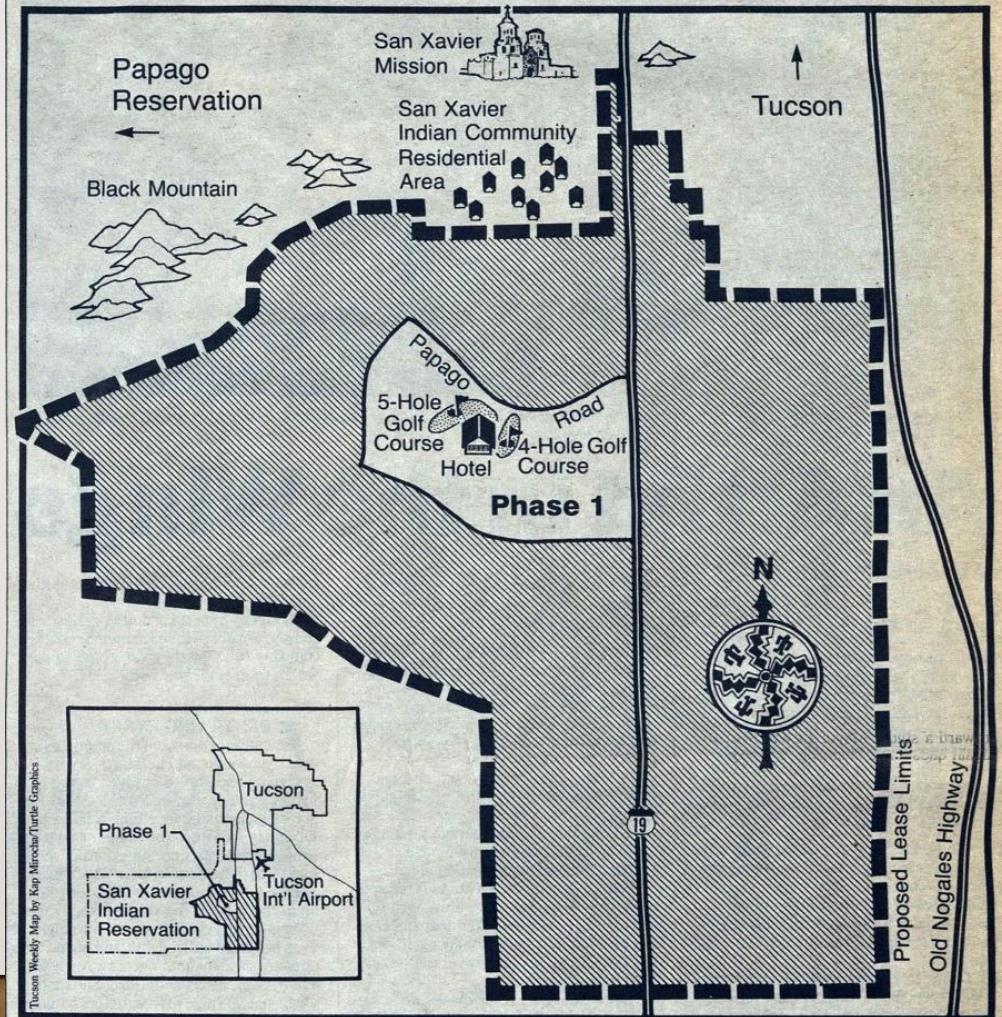 San Xavier
Mission
Papago
Reservation
Tucson
San Xavier
Indian Community
Residential
Area
Black Mountain
Papago
Road
5-Hole
Golf
Course
Hotel
4-Hole Golf
Course
Phase 1
N
19
Proposed Lease Limits
Old Nogales Highway
Tucson
Phase 1
Tucson
Int'l Airport
San Xavier
Indian
Reservation
Tucson Weekly Map by Kap Mirocha/Turtle Graphics